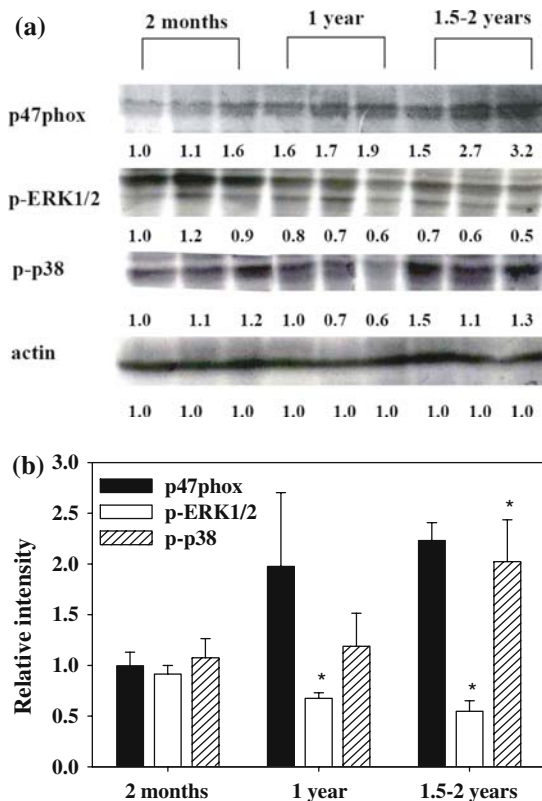 (a)
2 months 1 year 1.5-2 years
p47phox
1.0 1.1 1.6 1.6 1.7 1.9 1.5 2.7 3.2
p-ERK1/2
1.0 1.2 0.9 0.8 0.7 0.6 0.7 0.6 0.5
p-p38
1.0 1.1 1.2 1.0 0.7 0.6 1.5 1.1 1.3
actin
1.0 1.0 1.0 1.0 1.0 1.0 1.0 1.0 1.0
(b)
3.0
2.5
2.0
1.5
1.0
0.5
0.0
Relative intensity
p47phox
p-ERK1/2
p-p38
*
*
*
2 months 1 year 1.5-2 years